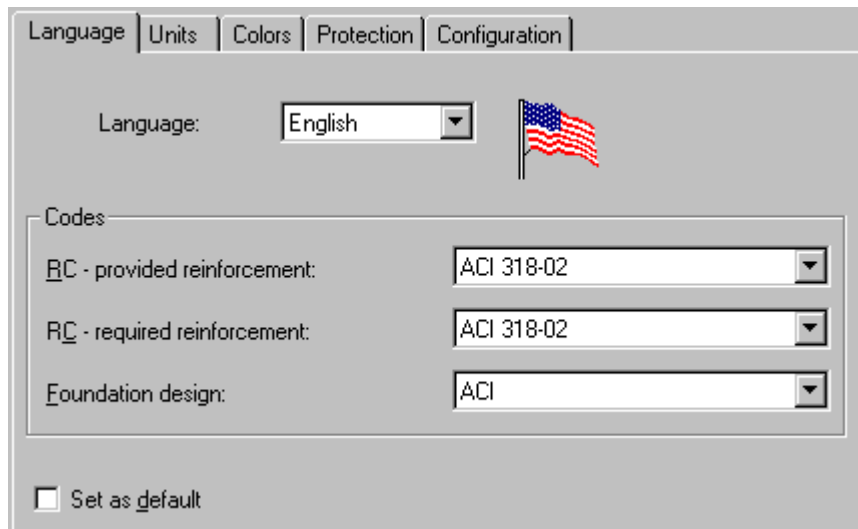 Language Units Colors Protection Configuration
Language: English
Codes
RC - provided reinforcement: ACI 318-02
RC - required reinforcement: ACI 318-02
Foundation design: ACI
Set as default